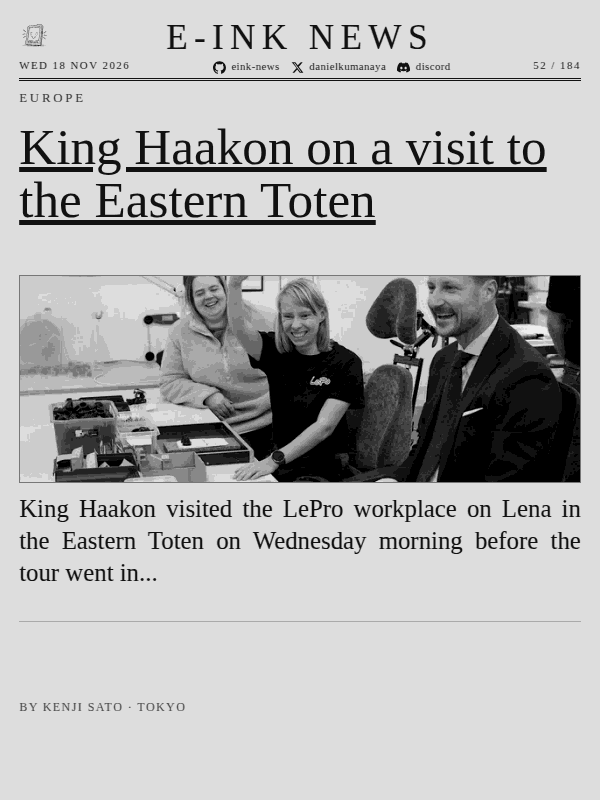 E-INK NEWS
WED 18 NOV 2026
eink-news
danielkumanaya
discord
52 / 184
EUROPE
King Haakon on a visit to
the Eastern Toten
LePro
King Haakon visited the LePro workplace on Lena in
the Eastern Toten on Wednesday morning before the
tour went in...
BY KENJI SATO · TOKYO